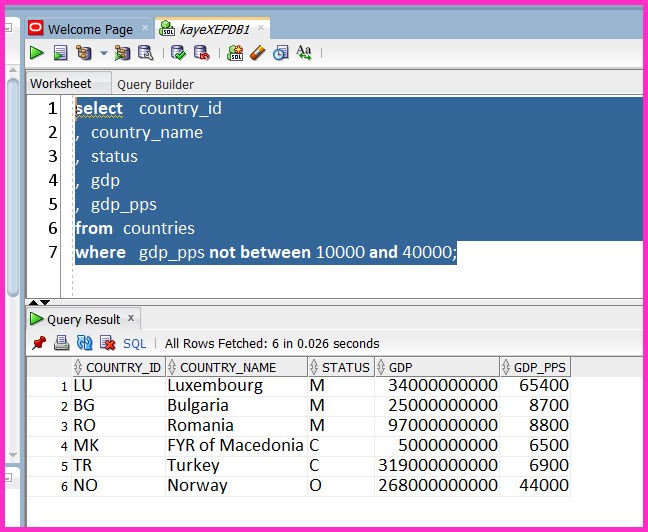 Welcome Page × kayeXEPDB1 ×
SQL Aa
Worksheet Query Builder
1 select country_id
2 , country_name
3 , status
4 , gdp
5 , gdp_pps
6 from countries
7 where gdp_pps not between 10000 and 40000;
Query Result ×
SQL | All Rows Fetched: 6 in 0.026 seconds
COUNTRY_ID COUNTRY_NAME STATUS GDP GDP_PPS
1 LU Luxembourg M 34000000000 65400
2 BG Bulgaria M 25000000000 8700
3 RO Romania M 97000000000 8800
4 MK FYR of Macedonia C 5000000000 6500
5 TR Turkey C 319000000000 6900
6 NO Norway O 268000000000 44000